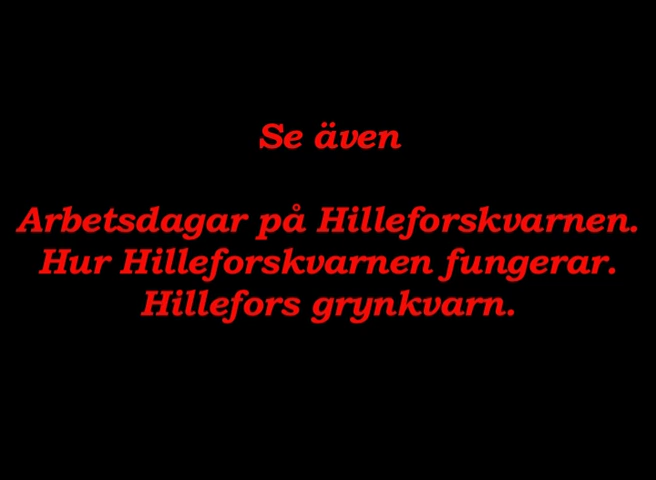 Se även
Arbetsdagar på Hilleforskvarnen.
Hur Hilleforskvarnen fungerar.
Hillefors grynkvarn.